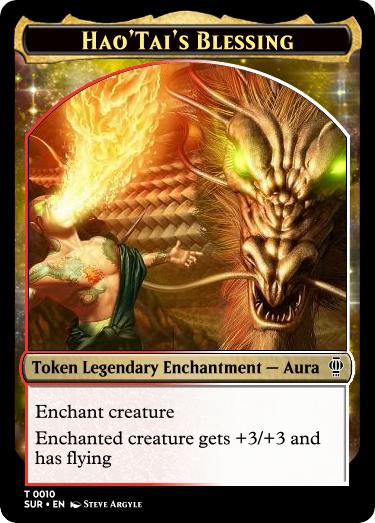 Hao'Tai's Blessing
Token Legendary Enchantment — Aura
Enchant creature
Enchanted creature gets +3/+3 and
has flying
T 0010
SUR • EN Steve Argyle